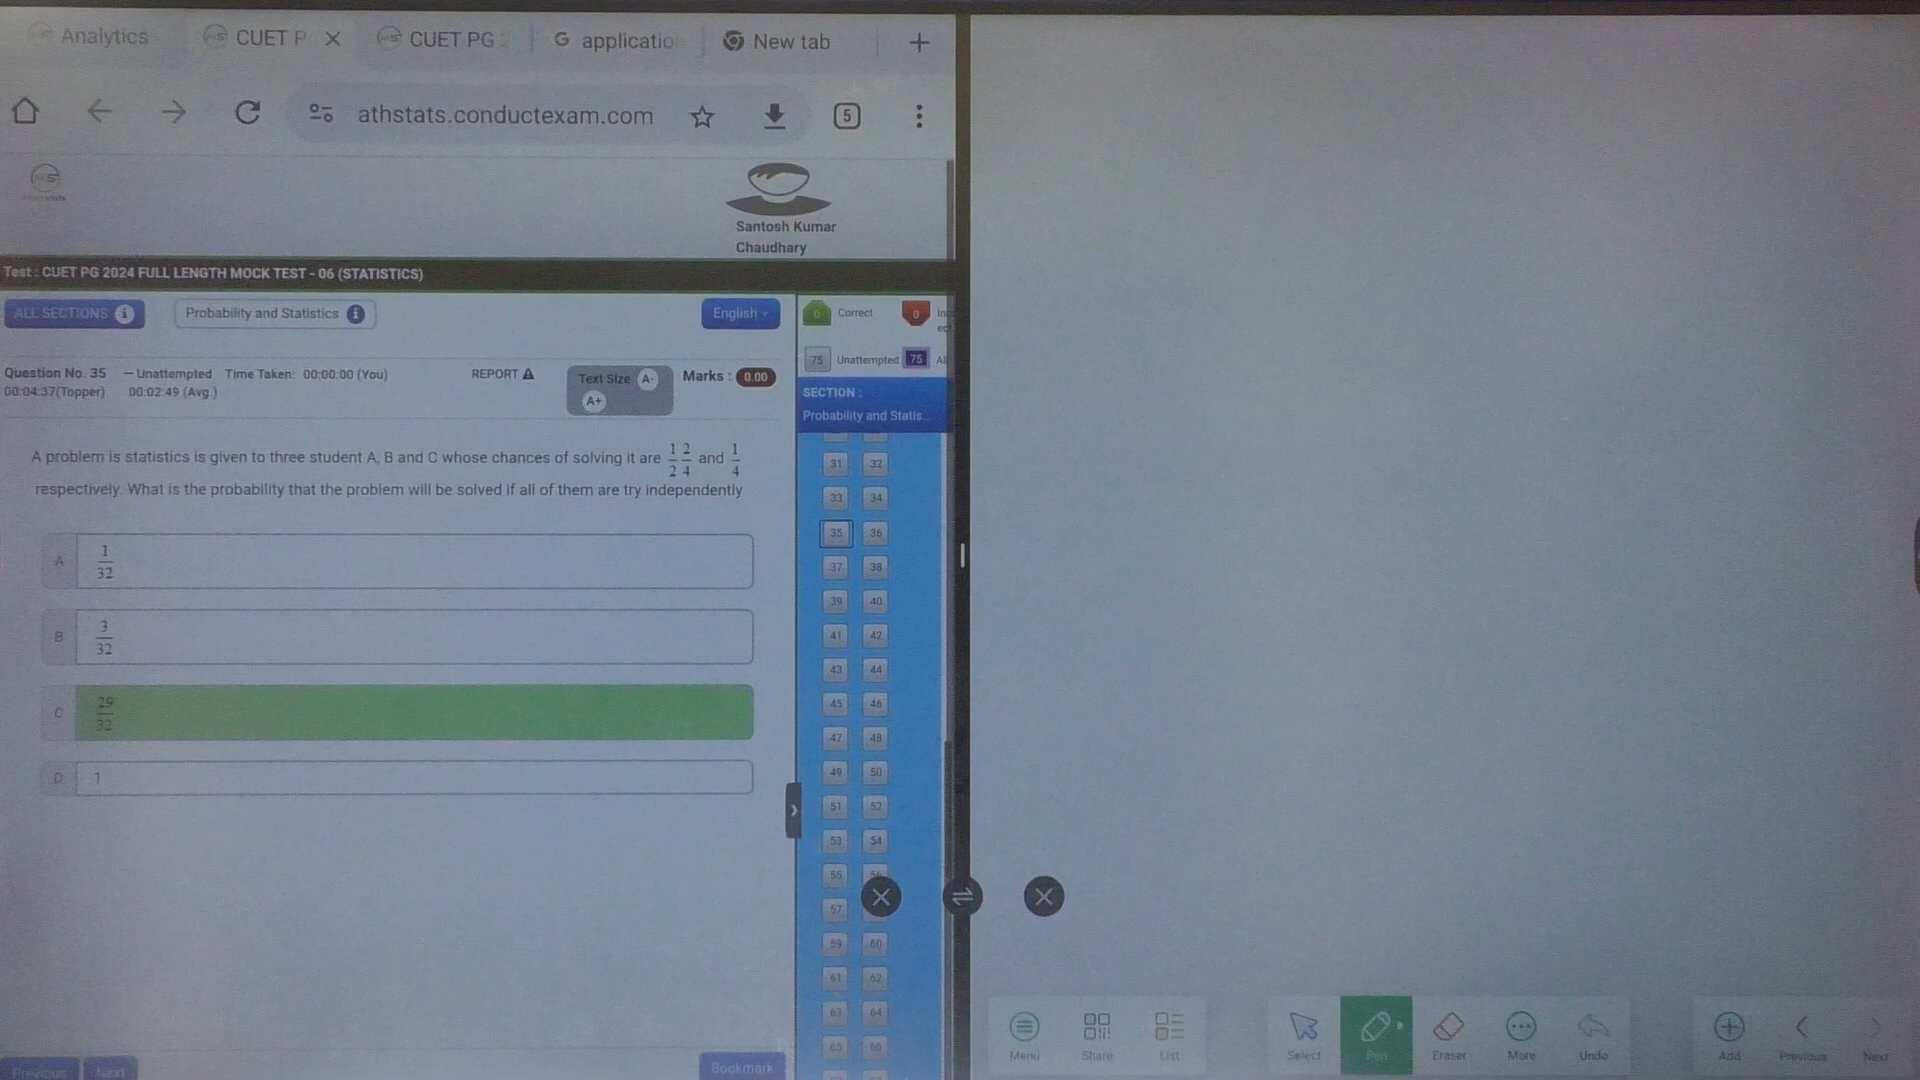 Analytics
CUET P
CUET PG 2
G applicatio
New tab
athstats.conductexam.com
5
Santosh Kumar
Chaudhary
Test : CUET PG 2024 FULL LENGTH MOCK TEST - 06 (STATISTICS)
ALL SECTIONS i
Probability and Statistics i
English
0 Correct 0
75 Unattempted 75
SECTION :
Probability and Statis...
Question No. 35 — Unattempted Time Taken: 00:00:00 (You)
00:04:37(Topper) 00:02:49 (Avg.)
REPORT
Text Size A-
A+
Marks : 0.00
A problem is statistics is given to three student A, B and C whose chances of solving it are 1/2 2/4 and 1/4
respectively. What is the probability that the problem will be solved if all of them are try independently
A 1/32
B 3/32
C 29/32
D 1
31 32
33 34
35 36
37 38
39 40
41 42
43 44
45 46
47 48
49 50
51 52
53 54
55 56
57
59 60
61 62
63 64
65 66
Previous Next
Bookmark
Menu Share List
Select Pen Eraser More Undo
Add Previous Next